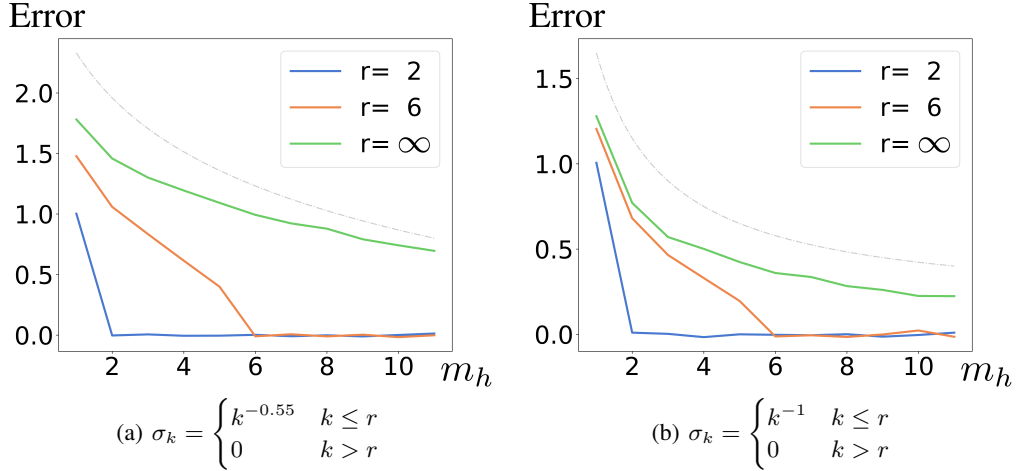 Error
2.0
1.5
1.0
0.5
0.0
2 4 6 8 10
m_h
r= 2
r= 6
r= ∞
(a) σ_k = { k^{-0.55} k ≤ r
0 k > r
Error
1.5
1.0
0.5
0.0
2 4 6 8 10
m_h
r= 2
r= 6
r= ∞
(b) σ_k = { k^{-1} k ≤ r
0 k > r